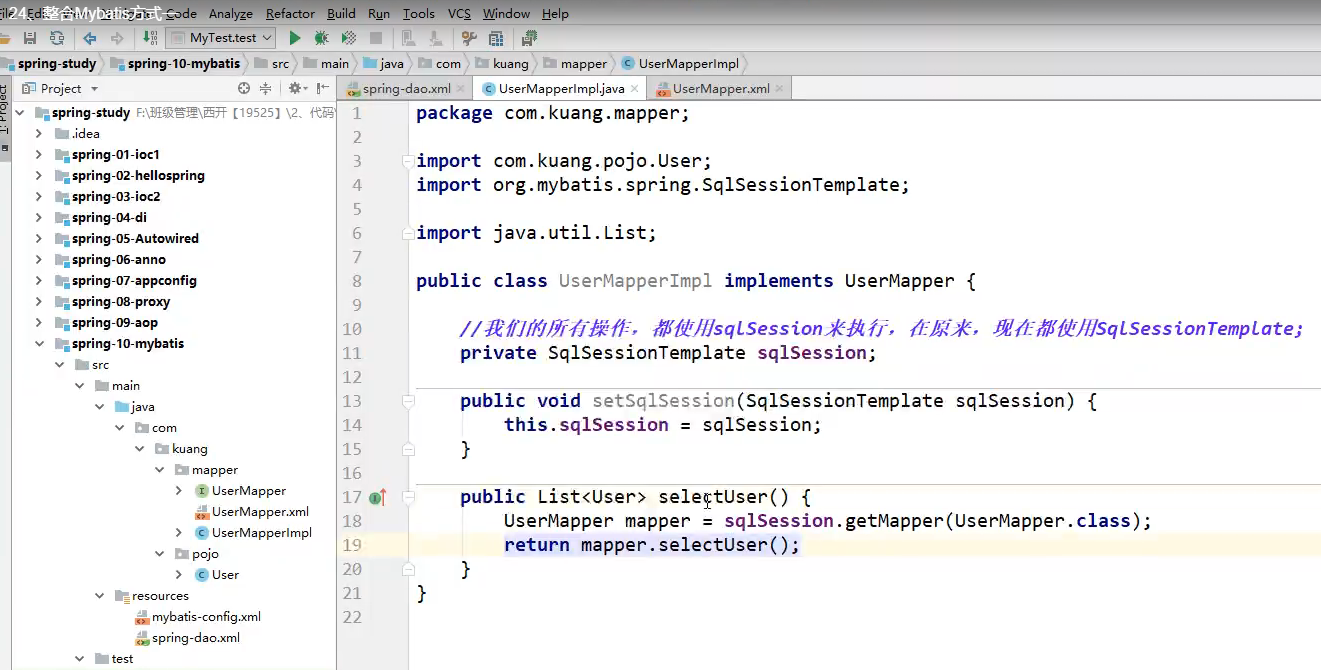 24、整合Mybatis方式一
Code Analyze Refactor Build Run Tools VCS Window Help
MyTest.test
spring-study spring-10-mybatis src main java com kuang mapper UserMapperImpl
Project
1: Project
spring-dao.xml UserMapperImpl.java UserMapper.xml
spring-study F:\班级管理\西开【19525】\2、代码
.idea
spring-01-ioc1
spring-02-hellospring
spring-03-ioc2
spring-04-di
spring-05-Autowired
spring-06-anno
spring-07-appconfig
spring-08-proxy
spring-09-aop
spring-10-mybatis
src
main
java
com
kuang
mapper
UserMapper
UserMapper.xml
UserMapperImpl
pojo
User
resources
mybatis-config.xml
spring-dao.xml
test
1 package com.kuang.mapper;
2
3 import com.kuang.pojo.User;
4 import org.mybatis.spring.SqlSessionTemplate;
5
6 import java.util.List;
7
8 public class UserMapperImpl implements UserMapper {
9
10 //我们的所有操作，都使用sqlSession来执行，在原来，现在都使用SqlSessionTemplate;
11 private SqlSessionTemplate sqlSession;
12
13 public void setSqlSession(SqlSessionTemplate sqlSession) {
14 this.sqlSession = sqlSession;
15 }
16
17 public List<User> selectUser() {
18 UserMapper mapper = sqlSession.getMapper(UserMapper.class);
19 return mapper.selectUser();
20 }
21 }
22